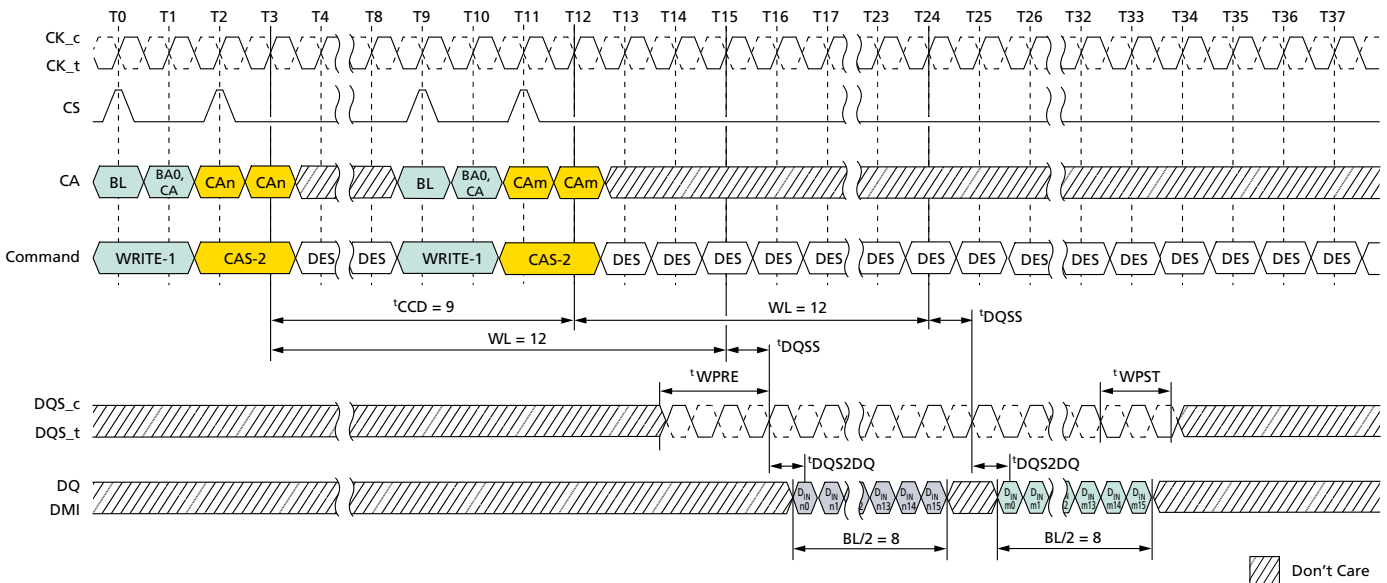 T0 T1 T2 T3 T4 T8 T9 T10 T11 T12 T13 T14 T15 T16 T17 T23 T24 T25 T26 T32 T33 T34 T35 T36 T37
CK_c
CK_t
CS
CA BL BA0, CA CAn CAn BL BA0, CA CAm CAm
Command WRITE-1 CAS-2 DES DES WRITE-1 CAS-2 DES DES DES DES DES DES DES DES DES DES DES DES DES DES DES
tCCD = 9 WL = 12 tDQSS
WL = 12 tDQSS
tWPRE tWPST
DQS_c
DQS_t
tDQS2DQ tDQS2DQ
DQ
DMI
DIN n0 DIN n1 DIN n13 DIN n14 DIN n15 DIN m0 DIN m1 DIN m13 DIN m14 DIN m15
BL/2 = 8 BL/2 = 8
Don't Care